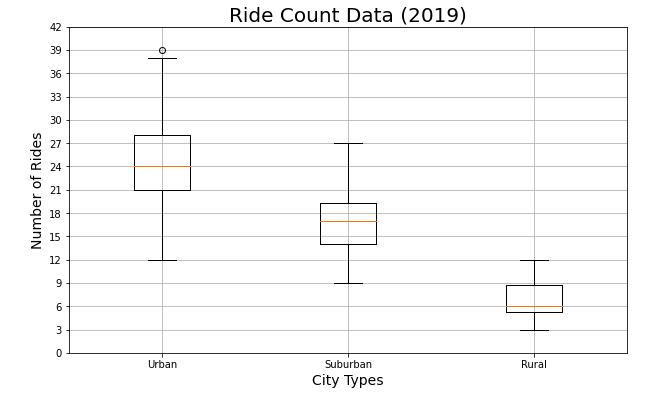 Ride Count Data (2019)
Number of Rides
42
39
36
33
30
27
24
21
18
15
12
9
6
3
0
Urban
Suburban
Rural
City Types